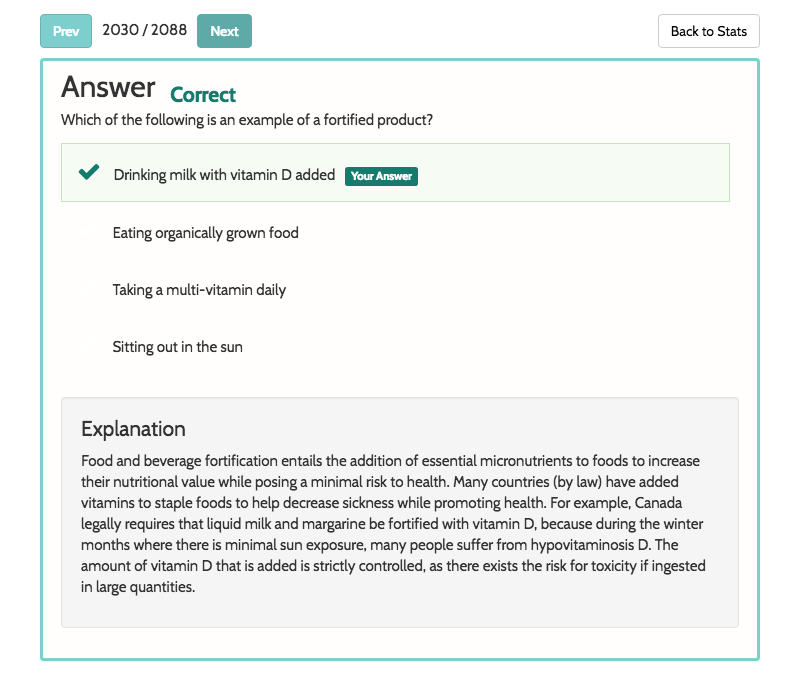 Prev 2030 / 2088 Next Back to Stats
Answer Correct
Which of the following is an example of a fortified product?
Drinking milk with vitamin D added Your Answer
Eating organically grown food
Taking a multi-vitamin daily
Sitting out in the sun
Explanation
Food and beverage fortification entails the addition of essential micronutrients to foods to increase
their nutritional value while posing a minimal risk to health. Many countries (by law) have added
vitamins to staple foods to help decrease sickness while promoting health. For example, Canada
legally requires that liquid milk and margarine be fortified with vitamin D, because during the winter
months where there is minimal sun exposure, many people suffer from hypovitaminosis D. The
amount of vitamin D that is added is strictly controlled, as there exists the risk for toxicity if ingested
in large quantities.